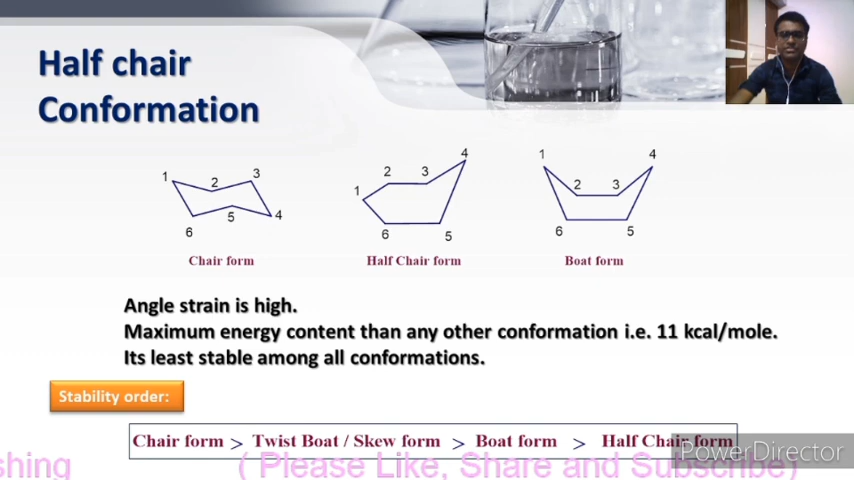 Half chair
Conformation
1 2 3 4 5 6
1 2 3 4 5 6
1 2 3 4 5 6
Chair form Half Chair form Boat form
Angle strain is high.
Maximum energy content than any other conformation i.e. 11 kcal/mole.
Its least stable among all conformations.
Stability order:
Chair form > Twist Boat / Skew form > Boat form > Half Chair form
PowerDirector
shing ( Please Like, Share and Subscribe)